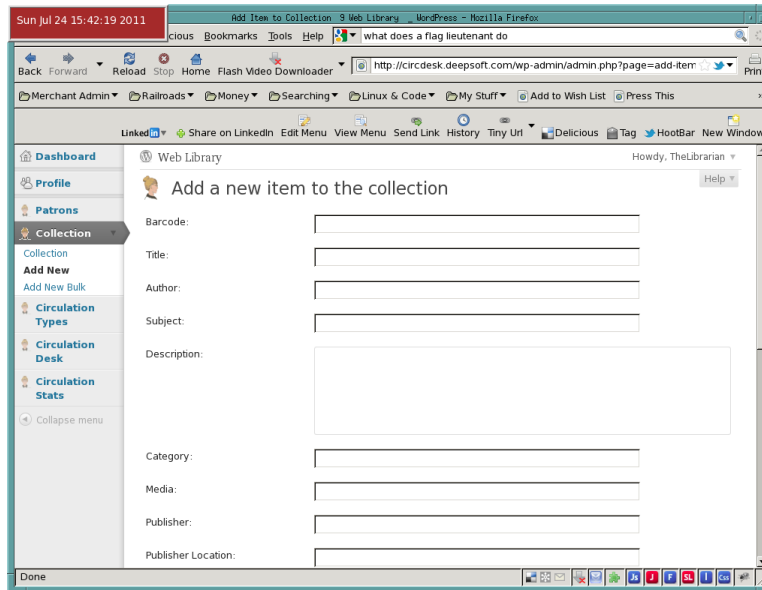 Sun Jul 24 15:42:19 2011
Add Item to Collection 9 Web Library _ WordPress - Mozilla Firefox
cious Bookmarks Tools Help what does a flag lieutenant do
Back Forward Reload Stop Home Flash Video Downloader http://circdesk.deepsoft.com/wp-admin/admin.php?page=add-item Prin
Merchant Admin Railroads Money Searching Linux & Code My Stuff Add to Wish List Press This
Linked in Share on LinkedIn Edit Menu View Menu Send Link History Tiny Url Delicious Tag HootBar New Window
Dashboard
Profile
Patrons
Collection
Collection
Add New
Add New Bulk
Circulation
Types
Circulation
Desk
Circulation
Stats
Collapse menu
Web Library Howdy, TheLibrarian
Help
Add a new item to the collection
Barcode:
Title:
Author:
Subject:
Description:
Category:
Media:
Publisher:
Publisher Location:
Done Js J F SL I Css